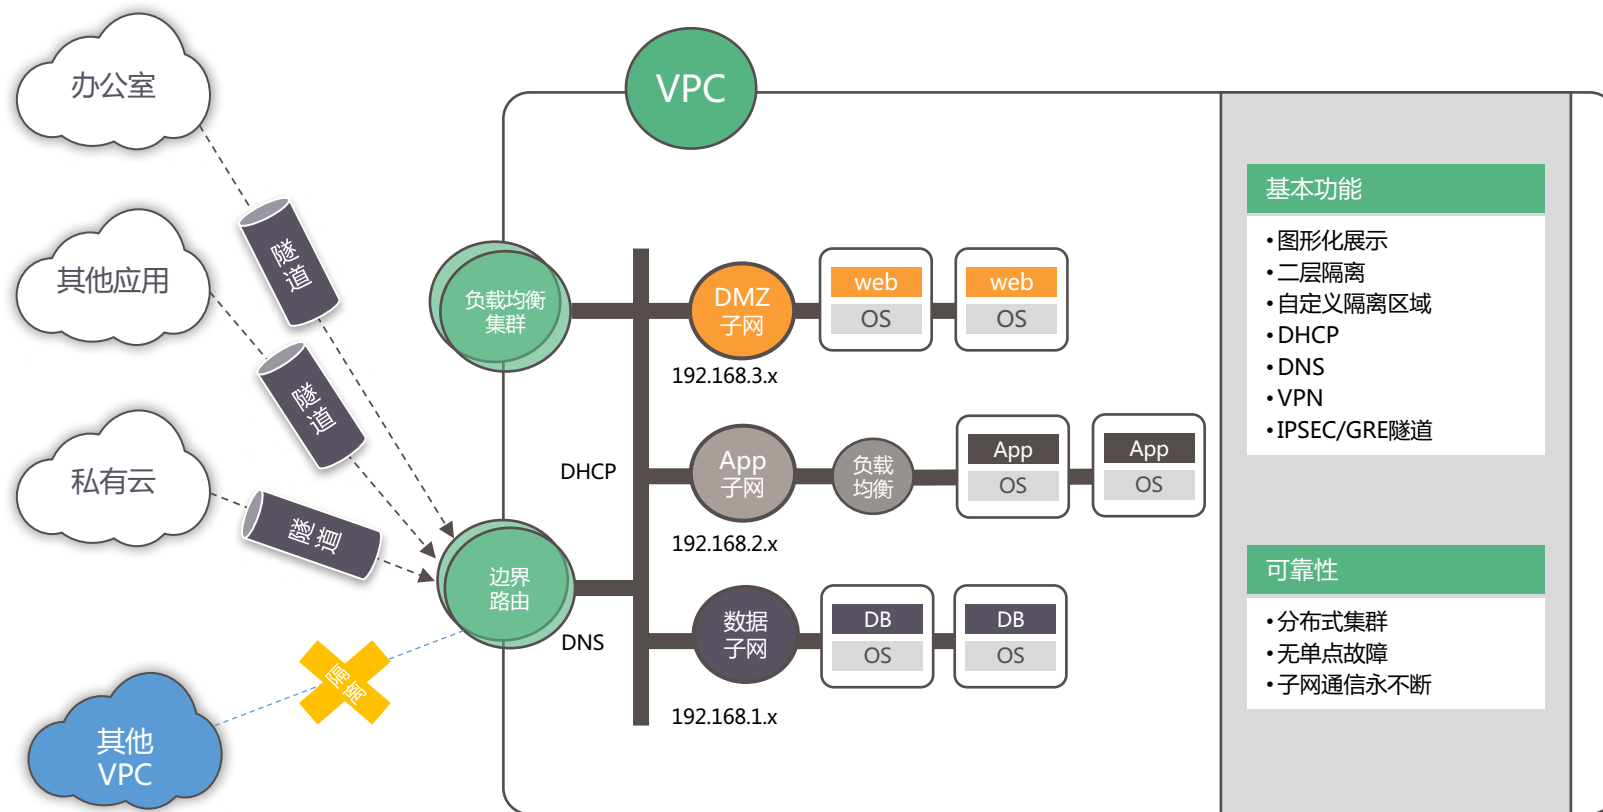 办公室
其他应用
私有云
其他
VPC
隧道
隧道
隧道
隔离
VPC
负载均衡
集群
边界
路由
DHCP
DNS
DMZ
子网
192.168.3.x
web
OS
web
OS
App
子网
192.168.2.x
负载
均衡
App
OS
App
OS
数据
子网
192.168.1.x
DB
OS
DB
OS
基本功能
•图形化展示
•二层隔离
•自定义隔离区域
•DHCP
•DNS
•VPN
•IPSEC/GRE隧道
可靠性
•分布式集群
•无单点故障
•子网通信永不断